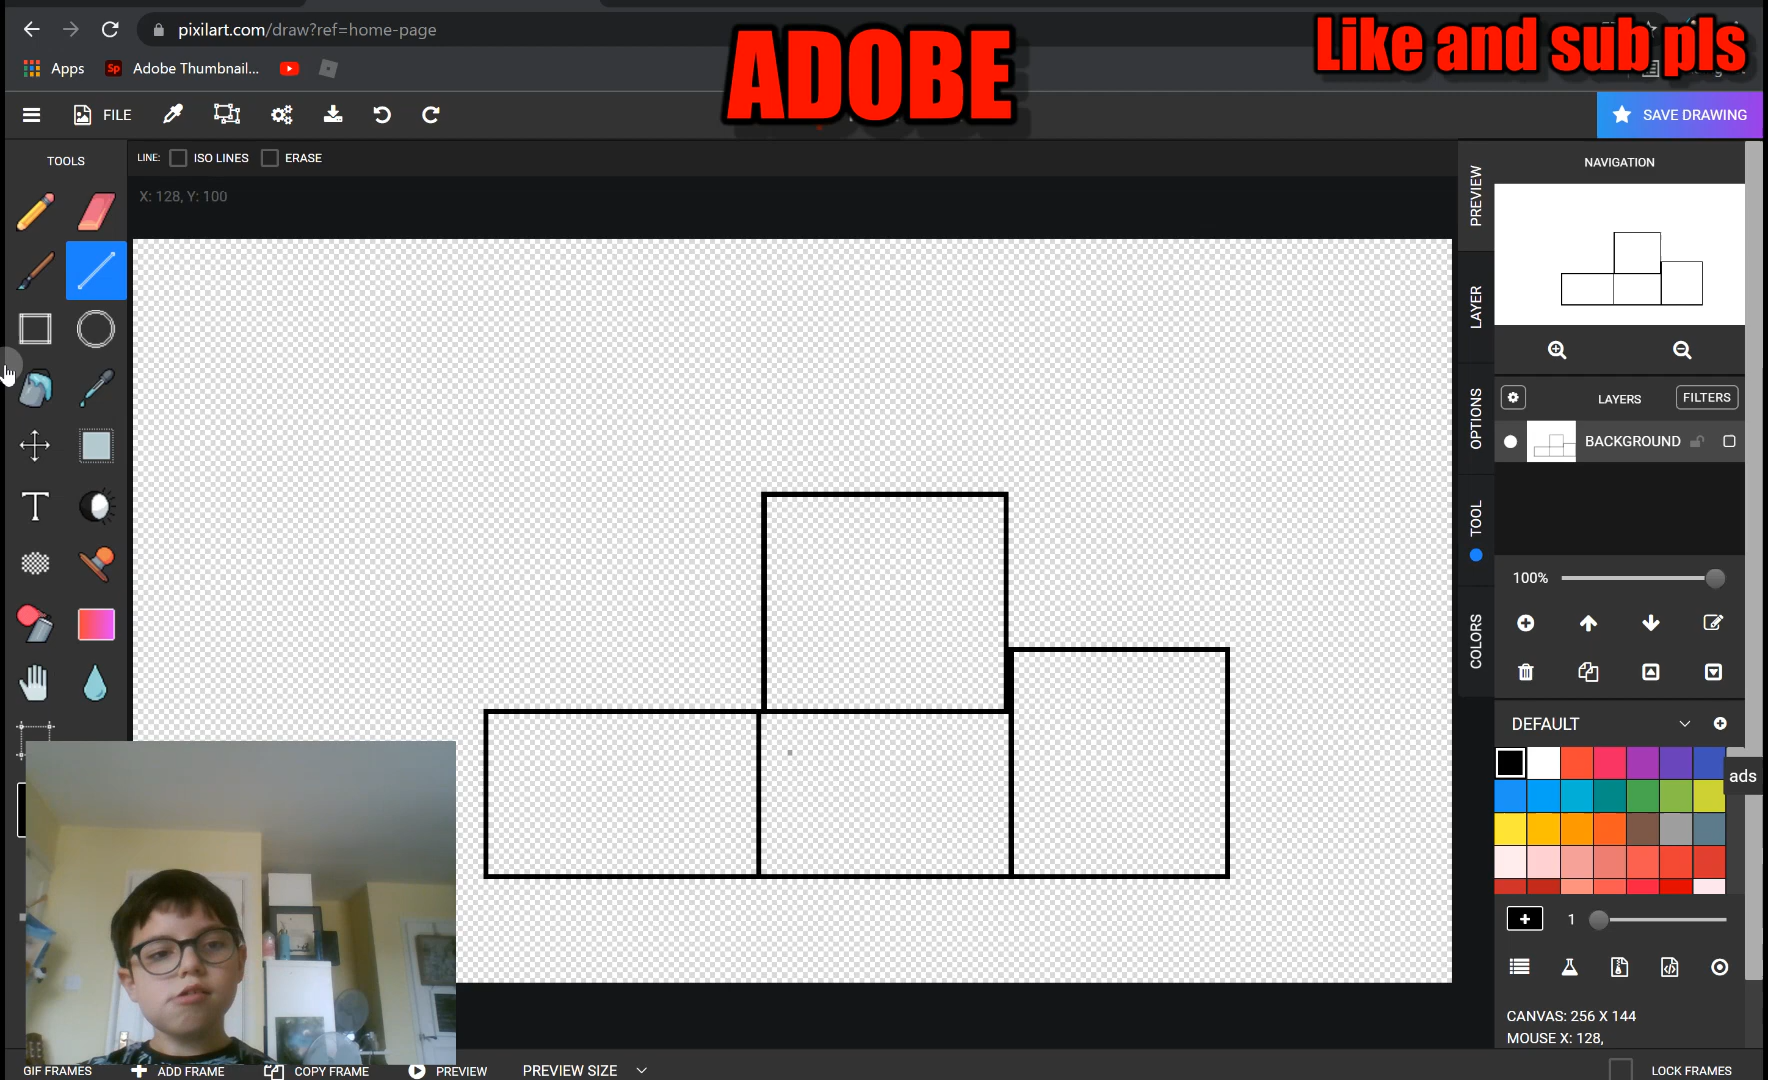 pixilart.com/draw?ref=home-page
ADOBE
Like and sub pls
Apps
Sp
Adobe Thumbnail...
FILE
SAVE DRAWING
TOOLS
LINE:
ISO LINES
ERASE
X: 128, Y: 100
PREVIEW
LAYER
OPTIONS
TOOL
COLORS
NAVIGATION
LAYERS
FILTERS
BACKGROUND
100%
DEFAULT
ads
1
CANVAS: 256 X 144
MOUSE X: 128,
GIF FRAMES
ADD FRAME
COPY FRAME
PREVIEW
PREVIEW SIZE
LOCK FRAMES